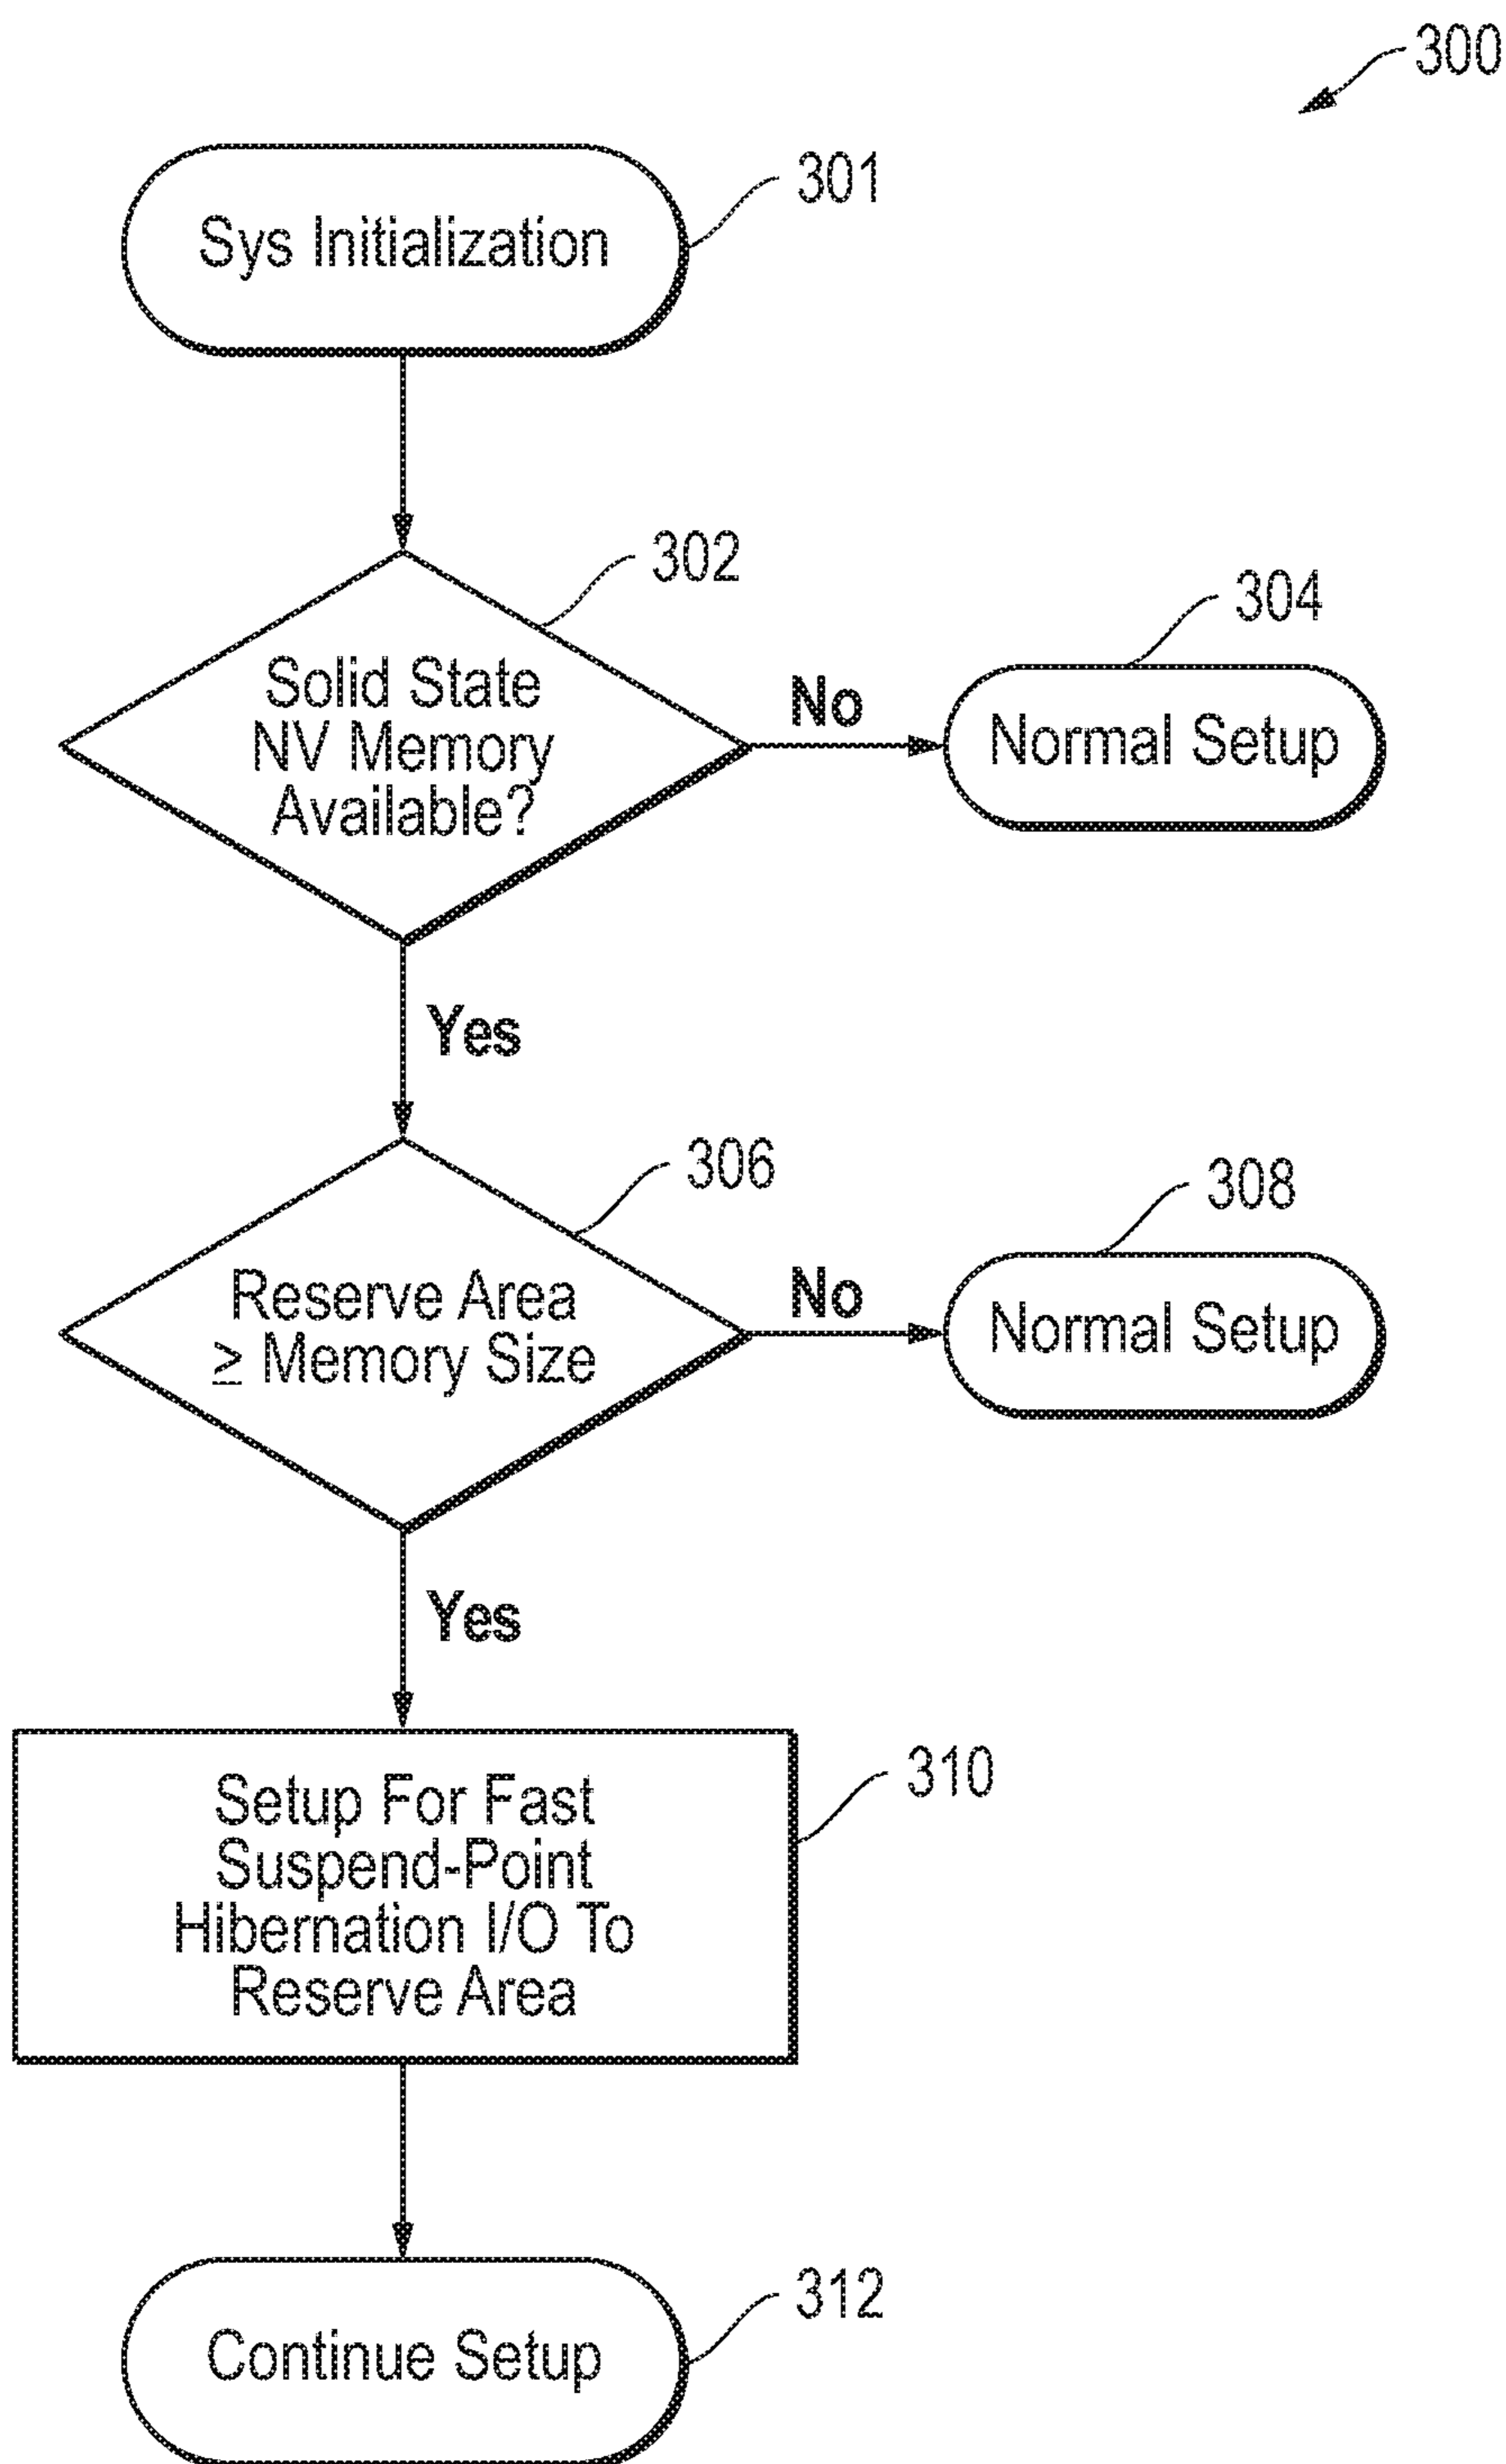 300
301
Sys Initialization
302
Solid State
NV Memory
Available?
No
304
Normal Setup
Yes
306
Reserve Area
≥ Memory Size
No
308
Normal Setup
Yes
310
Setup For Fast
Suspend-Point
Hibernation I/O To
Reserve Area
312
Continue Setup